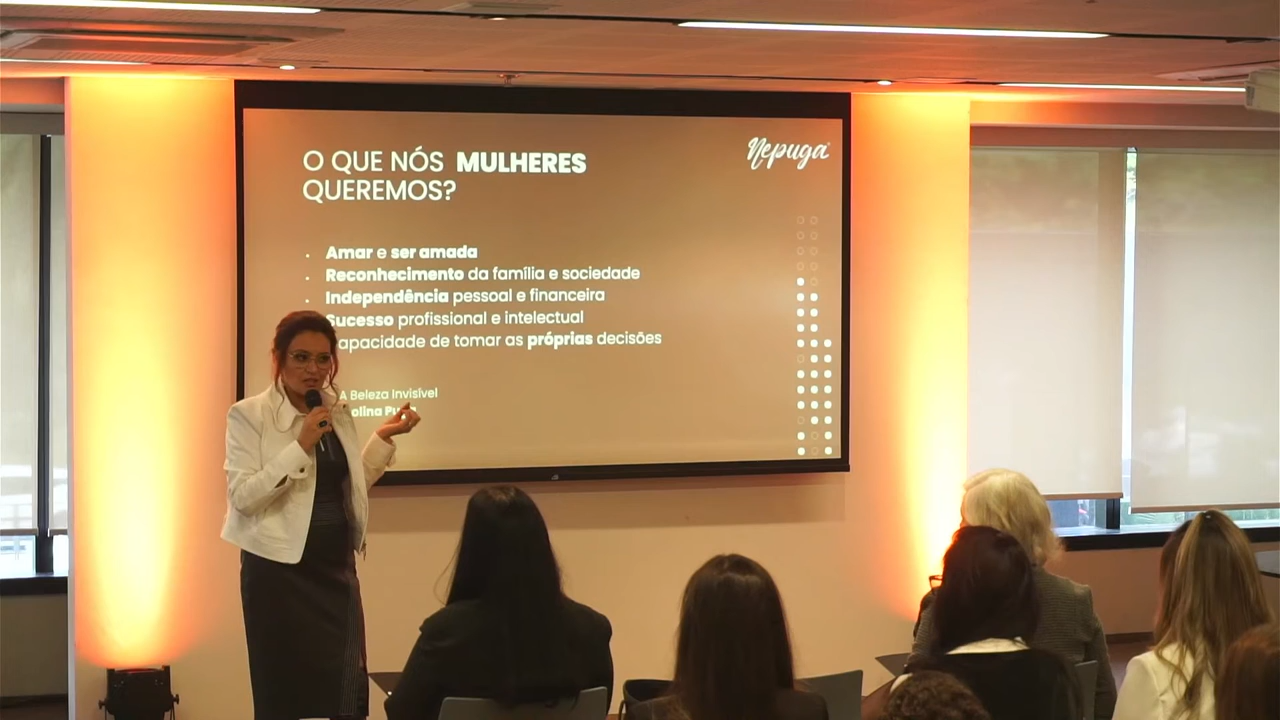 O QUE NÓS MULHERES
QUEREMOS?
Nepuga
Amar e ser amada
Reconhecimento da família e sociedade
Independência pessoal e financeira
Sucesso profissional e intelectual
apacidade de tomar as próprias decisões
A Beleza Invisível